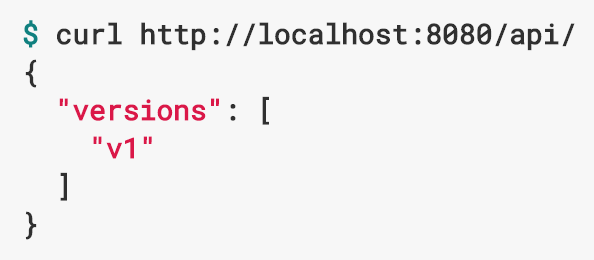 $ curl http://localhost:8080/api/
{
  "versions": [
    "v1"
  ]
}